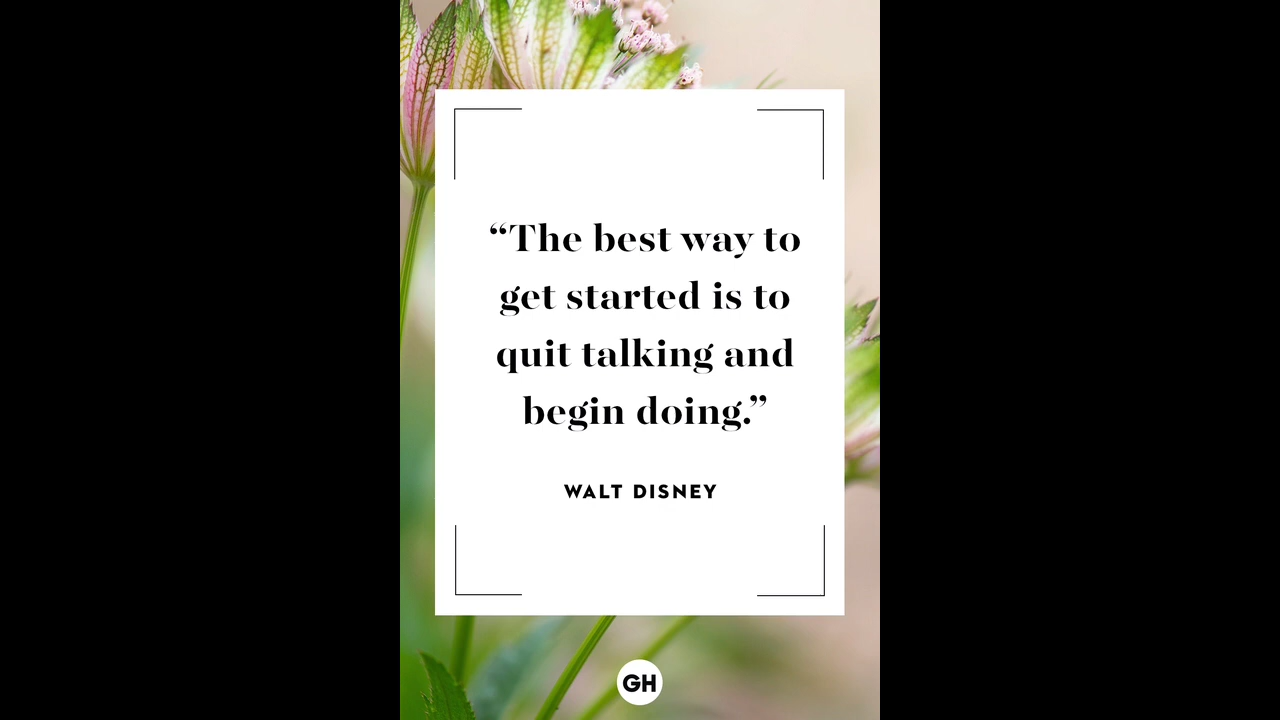 “The best way to
get started is to
quit talking and
begin doing.”
WALT DISNEY
GH